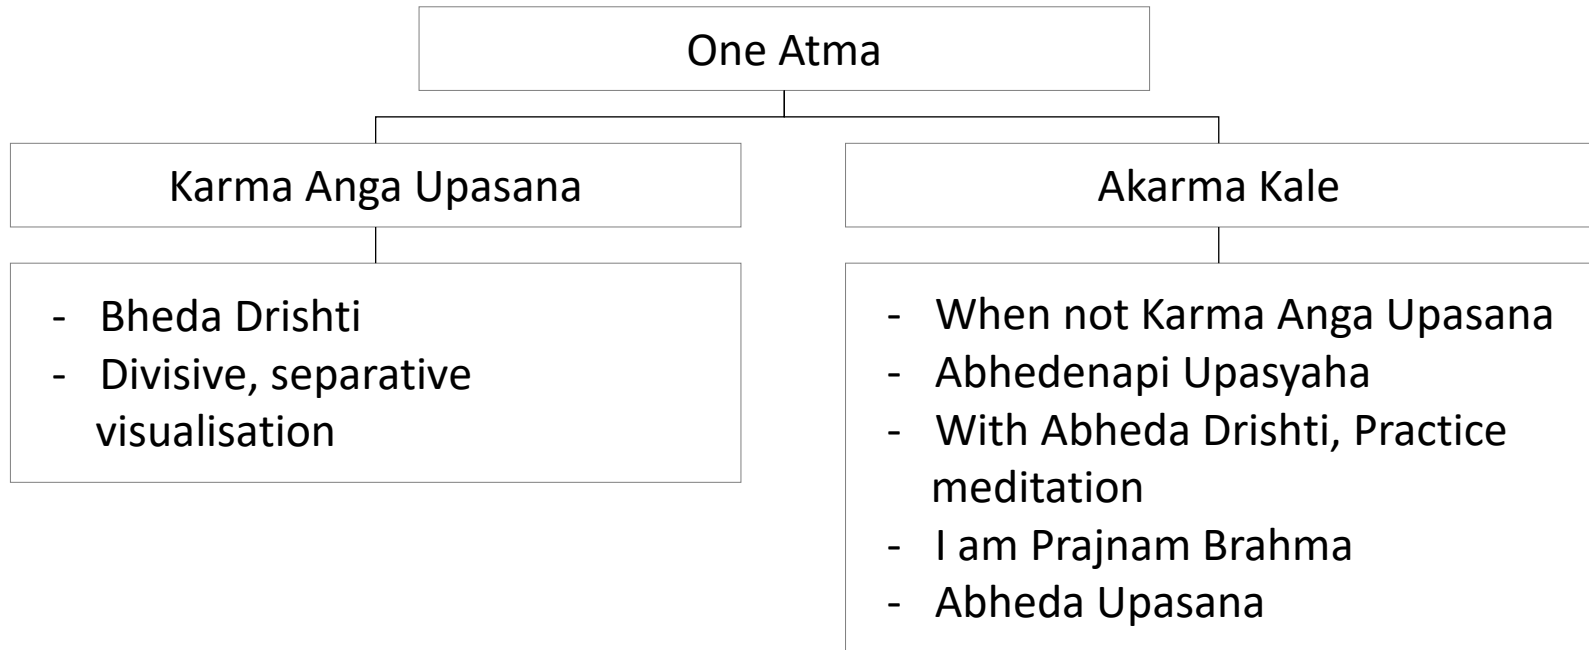 One Atma
Karma Anga Upasana
Akarma Kale
- Bheda Drishti
- Divisive, separative
visualisation
- When not Karma Anga Upasana
- Abhedenapi Upasyaha
- With Abheda Drishti, Practice
meditation
- I am Prajnam Brahma
- Abheda Upasana